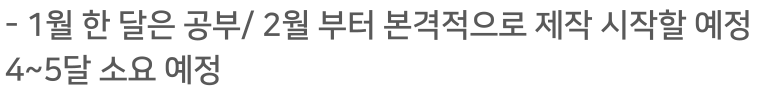 - 1월 한 달은 공부/ 2월 부터 본격적으로 제작 시작할 예정
4~5달 소요 예정